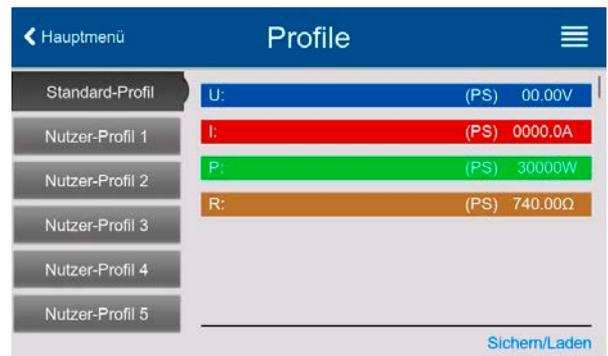 Hauptmenü
Profile
Standard-Profil
Nutzer-Profil 1
Nutzer-Profil 2
Nutzer-Profil 3
Nutzer-Profil 4
Nutzer-Profil 5
U: (PS) 00.00V
I: (PS) 0000.0A
P: (PS) 30000W
R: (PS) 740.00Ω
Sichern/Laden